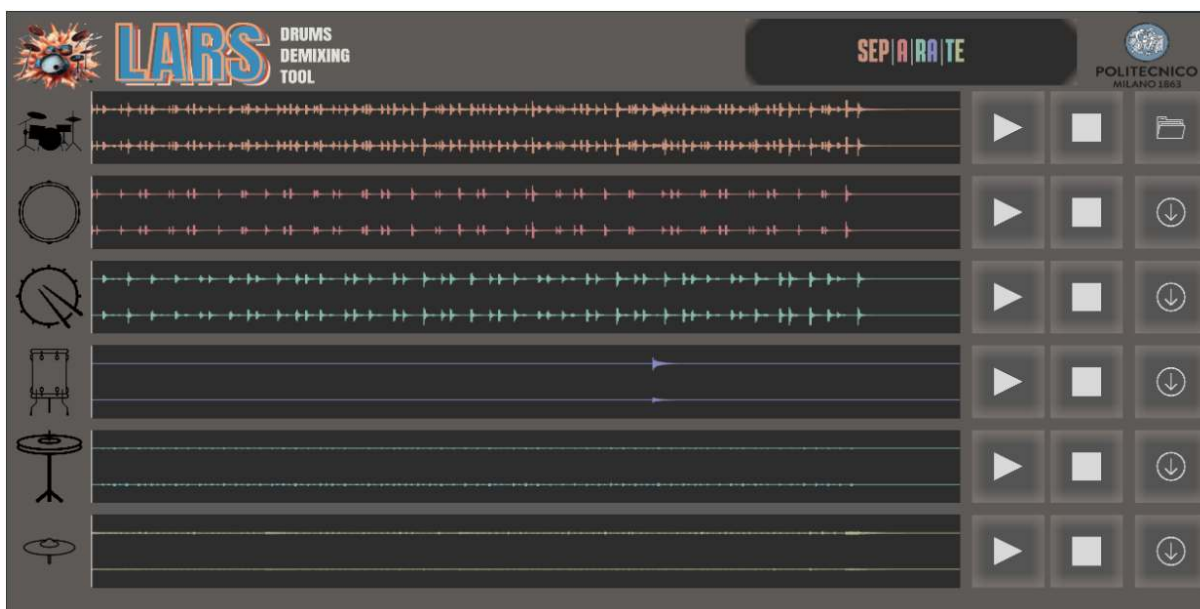 LARS
DRUMS
DEMIXING
TOOL
SEP|A|RA|TE
POLITECNICO
MILANO 1863